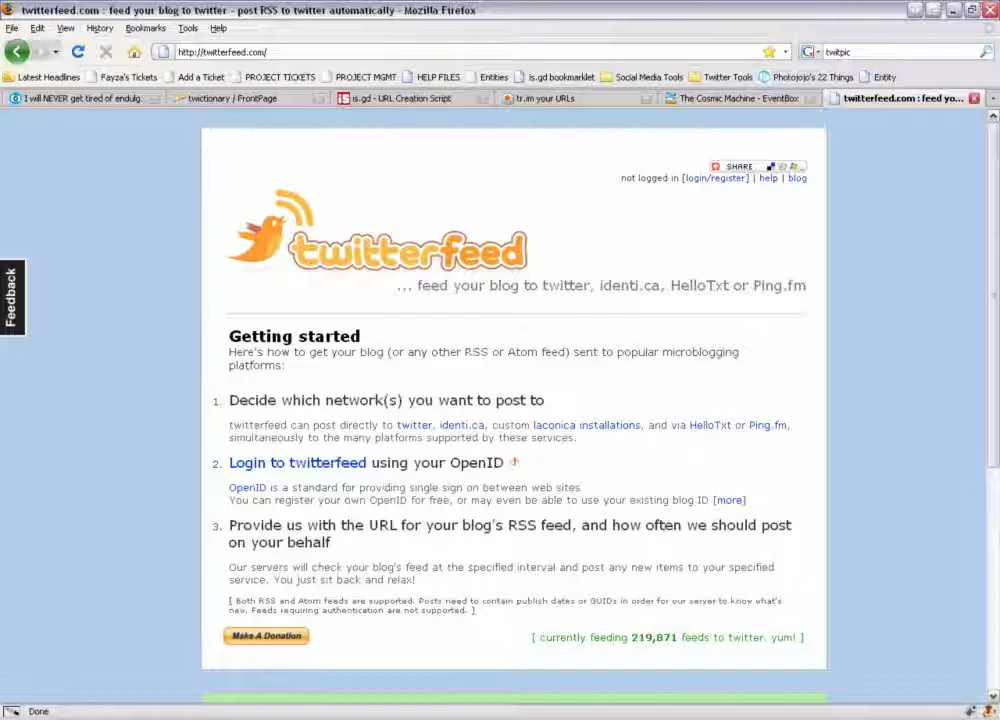 twitterfeed.com : feed your blog to twitter - post RSS to twitter automatically - Mozilla Firefox
File Edit View History Bookmarks Tools Help
http://twitterfeed.com/ twitpic
Latest Headlines Fayza's Tickets Add a Ticket PROJECT TICKETS PROJECT MGMT HELP FILES Entities is.gd bookmarklet Social Media Tools Twitter Tools Photojojo's 22 Things Entity
I will NEVER get tired of endulg... twictionary / FrontPage is.gd - URL Creation Script tr.im your URLs The Cosmic Machine - EventBox twitterfeed.com : feed yo...
SHARE
not logged in [login/register] | help | blog
twitterfeed
... feed your blog to twitter, identi.ca, HelloTxt or Ping.fm
Feedback
Getting started
Here's how to get your blog (or any other RSS or Atom feed) sent to popular microblogging
platforms:
1. Decide which network(s) you want to post to
twitterfeed can post directly to twitter, identi.ca, custom laconica installations, and via HelloTxt or Ping.fm,
simultaneously to the many platforms supported by these services.
2. Login to twitterfeed using your OpenID
OpenID is a standard for providing single sign on between web sites
You can register your own OpenID for free, or may even be able to use your existing blog ID [more]
3. Provide us with the URL for your blog's RSS feed, and how often we should post
on your behalf
Our servers will check your blog's feed at the specified interval and post any new items to your specified
service. You just sit back and relax!
[ Both RSS and Atom feeds are supported. Posts need to contain publish dates or GUIDs in order for our server to know what's
new. Feeds requiring authentication are not supported. ]
Make A Donation [ currently feeding 219,871 feeds to twitter. yum! ]
Done